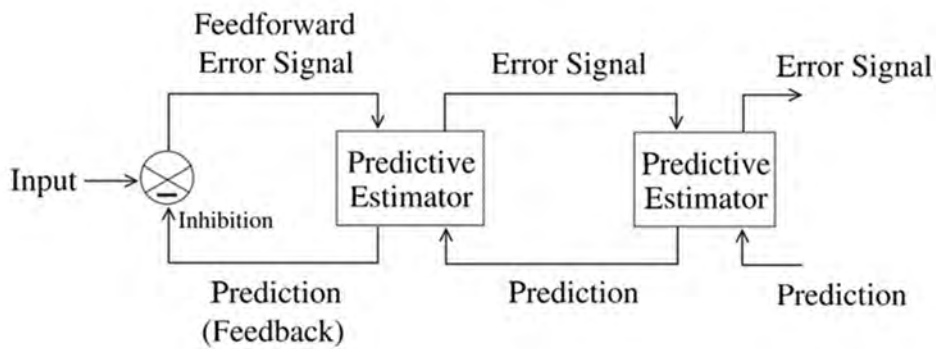 Feedforward
Error Signal
Error Signal
Error Signal
Input
Predictive
Estimator
Predictive
Estimator
Inhibition
Prediction
(Feedback)
Prediction
Prediction